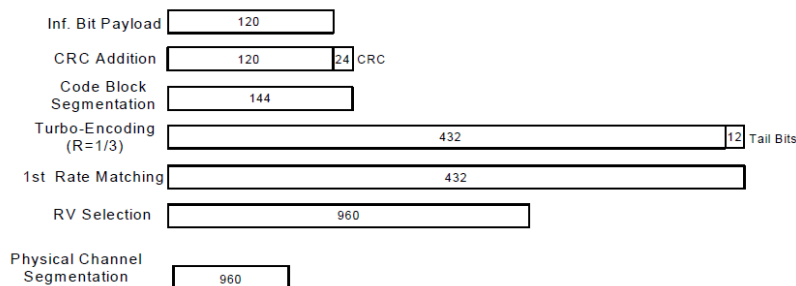 Inf. Bit Payload 120
CRC Addition 120 24 CRC
Code Block
Segmentation 144
Turbo-Encoding
(R=1/3) 432 12 Tail Bits
1st Rate Matching 432
RV Selection 960
Physical Channel
Segmentation 960